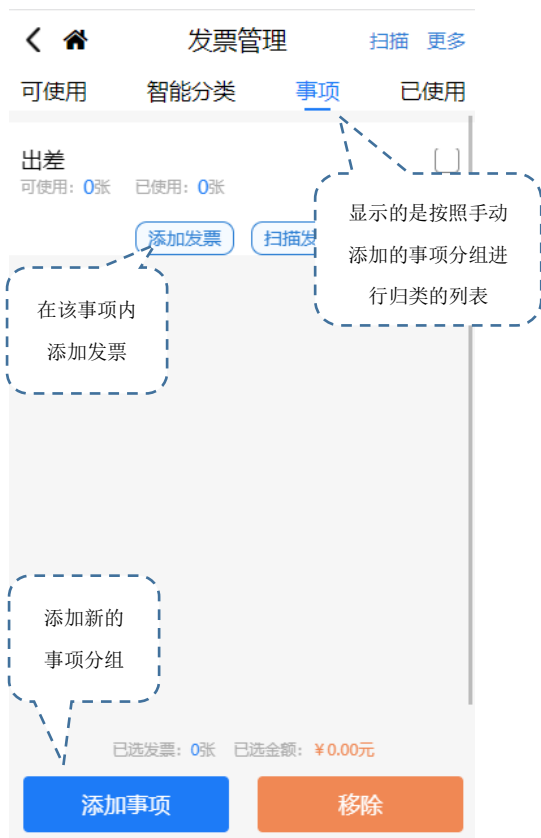 发票管理
扫描 更多
可使用 智能分类 事项 已使用
出差
可使用：0张 已使用：0张
添加发票
扫描发
显示的是按照手动
添加的事项分组进
行归类的列表
在该事项内
添加发票
添加新的
事项分组
已选发票：0张 已选金额：￥0.00元
添加事项
移除